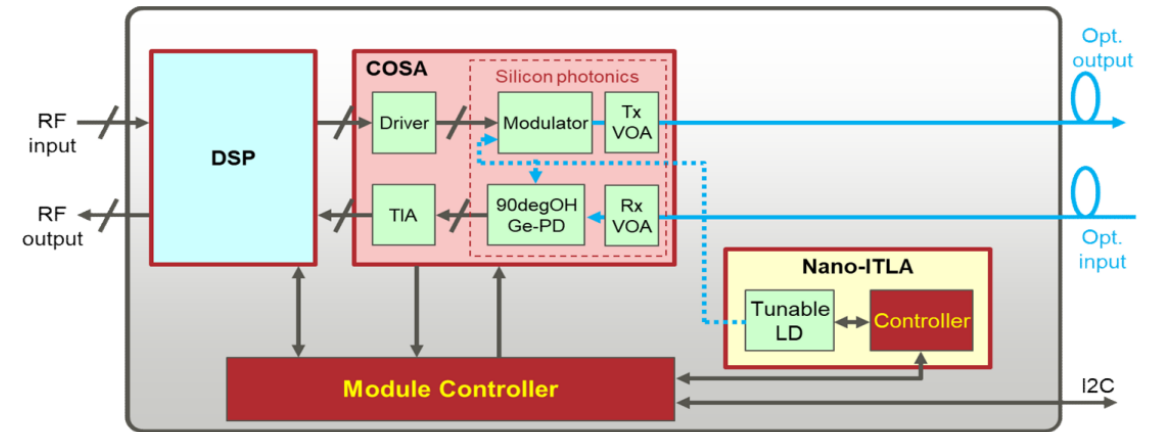 Opt.
output
COSA
Silicon photonics
RF
input
DSP
Driver
Modulator
Tx
VOA
RF
output
TIA
90degOH
Ge-PD
Rx
VOA
Opt.
input
Nano-ITLA
Tunable
LD
Controller
Module Controller
I2C